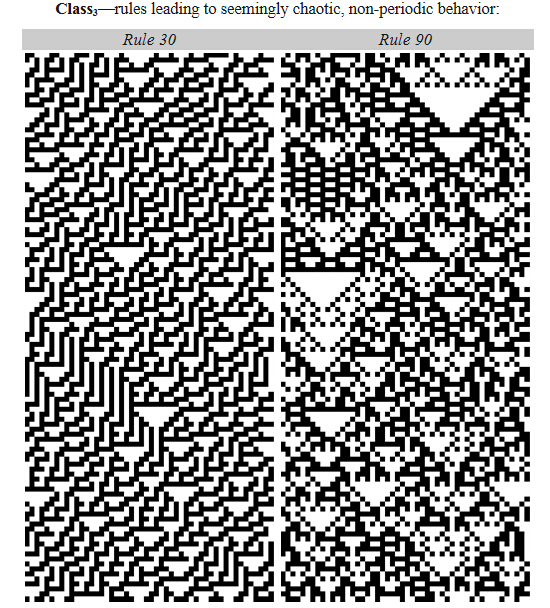 Class₃—rules leading to seemingly chaotic, non-periodic behavior:
Rule 30 Rule 90